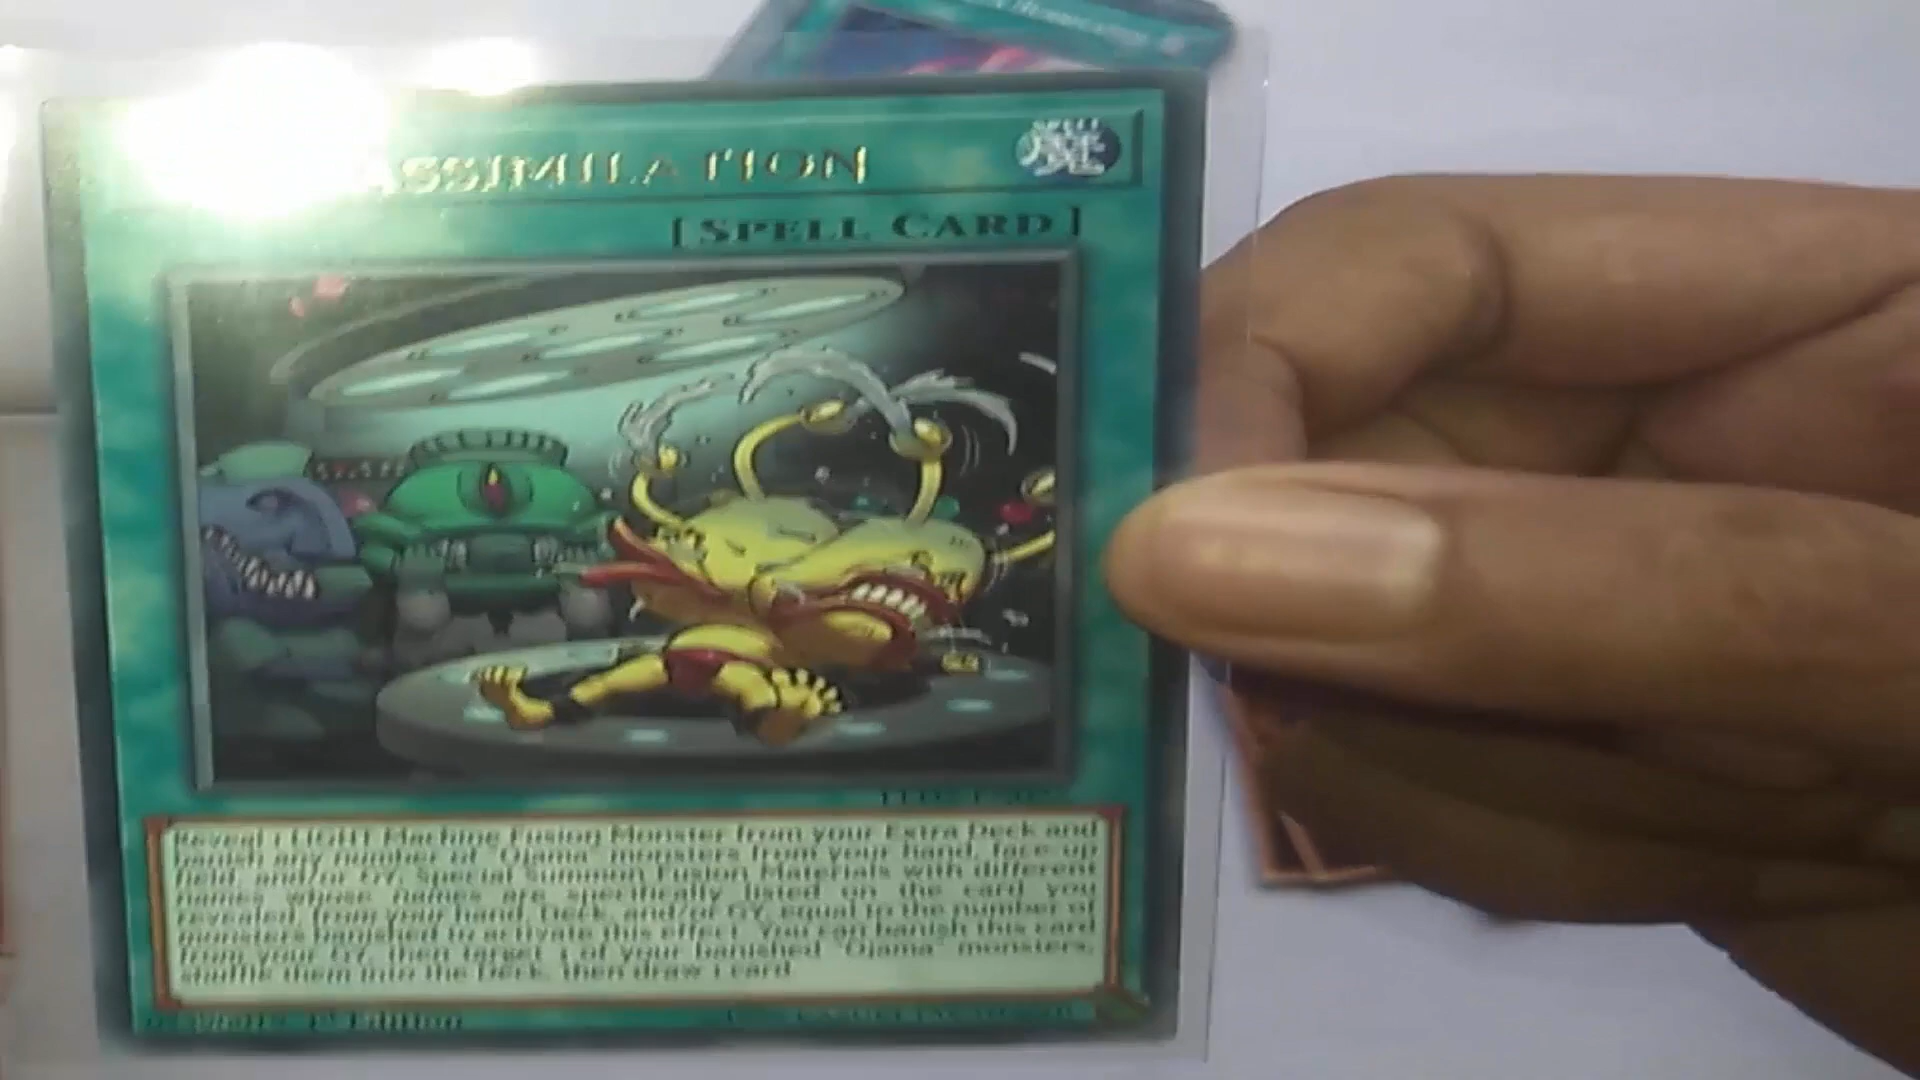 ASSIMILATION
[SPELL CARD]
Reveal 1 LIGHT Machine Fusion Monster from your Extra Deck and
banish any number of "Ojama" monsters from your hand, face-up
field, and/or GY, Special Summon Fusion Materials with different
names, whose names are specifically listed on the card you
revealed, from your hand, Deck, and/or GY, equal to the number of
monsters banished to activate this effect. You can banish this card
from your GY, then target 1 of your banished "Ojama" monsters;
shuffle them into the Deck, then draw 1 card.
1st Edition